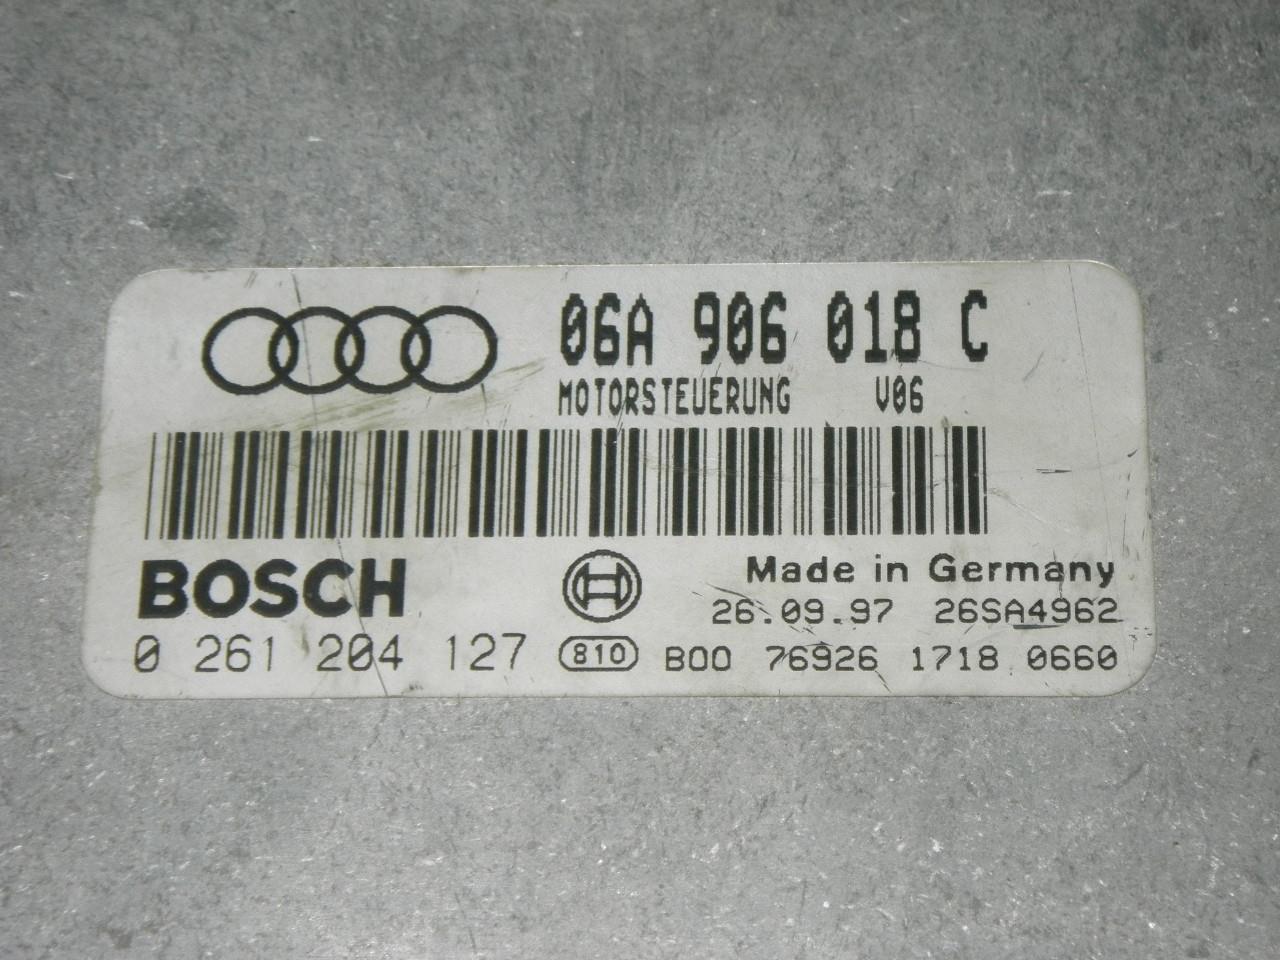 06A 906 018 C
MOTORSTEUERUNG V06
BOSCH
Made in Germany
26.09.97 26SA4962
0 261 204 127 810 B00 76926 1718 0660